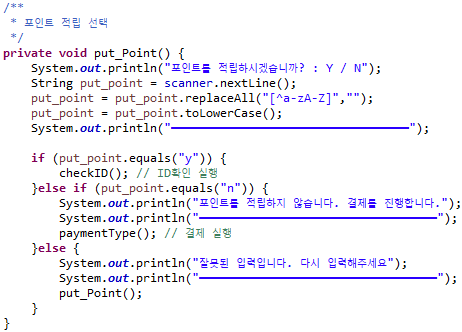 /**
 * 포인트 적립 선택
 */
private void put_Point() {
    System.out.println("포인트를 적립하시겠습니까? : Y / N");
    String put_point = scanner.nextLine();
    put_point = put_point.replaceAll("[^a-zA-Z]","");
    put_point = put_point.toLowerCase();
    System.out.println("━━━━━━━━━━━━━━━━━━━━");

    if (put_point.equals("y")) {
        checkID(); // ID확인 실행
    }else if (put_point.equals("n")) {
        System.out.println("포인트를 적립하지 않습니다. 결제를 진행합니다.");
        System.out.println("━━━━━━━━━━━━━━━━━━━━");
        paymentType(); // 결제 실행
    }else {
        System.out.println("잘못된 입력입니다. 다시 입력해주세요");
        System.out.println("━━━━━━━━━━━━━━━━━━━━");
        put_Point();
    }
}